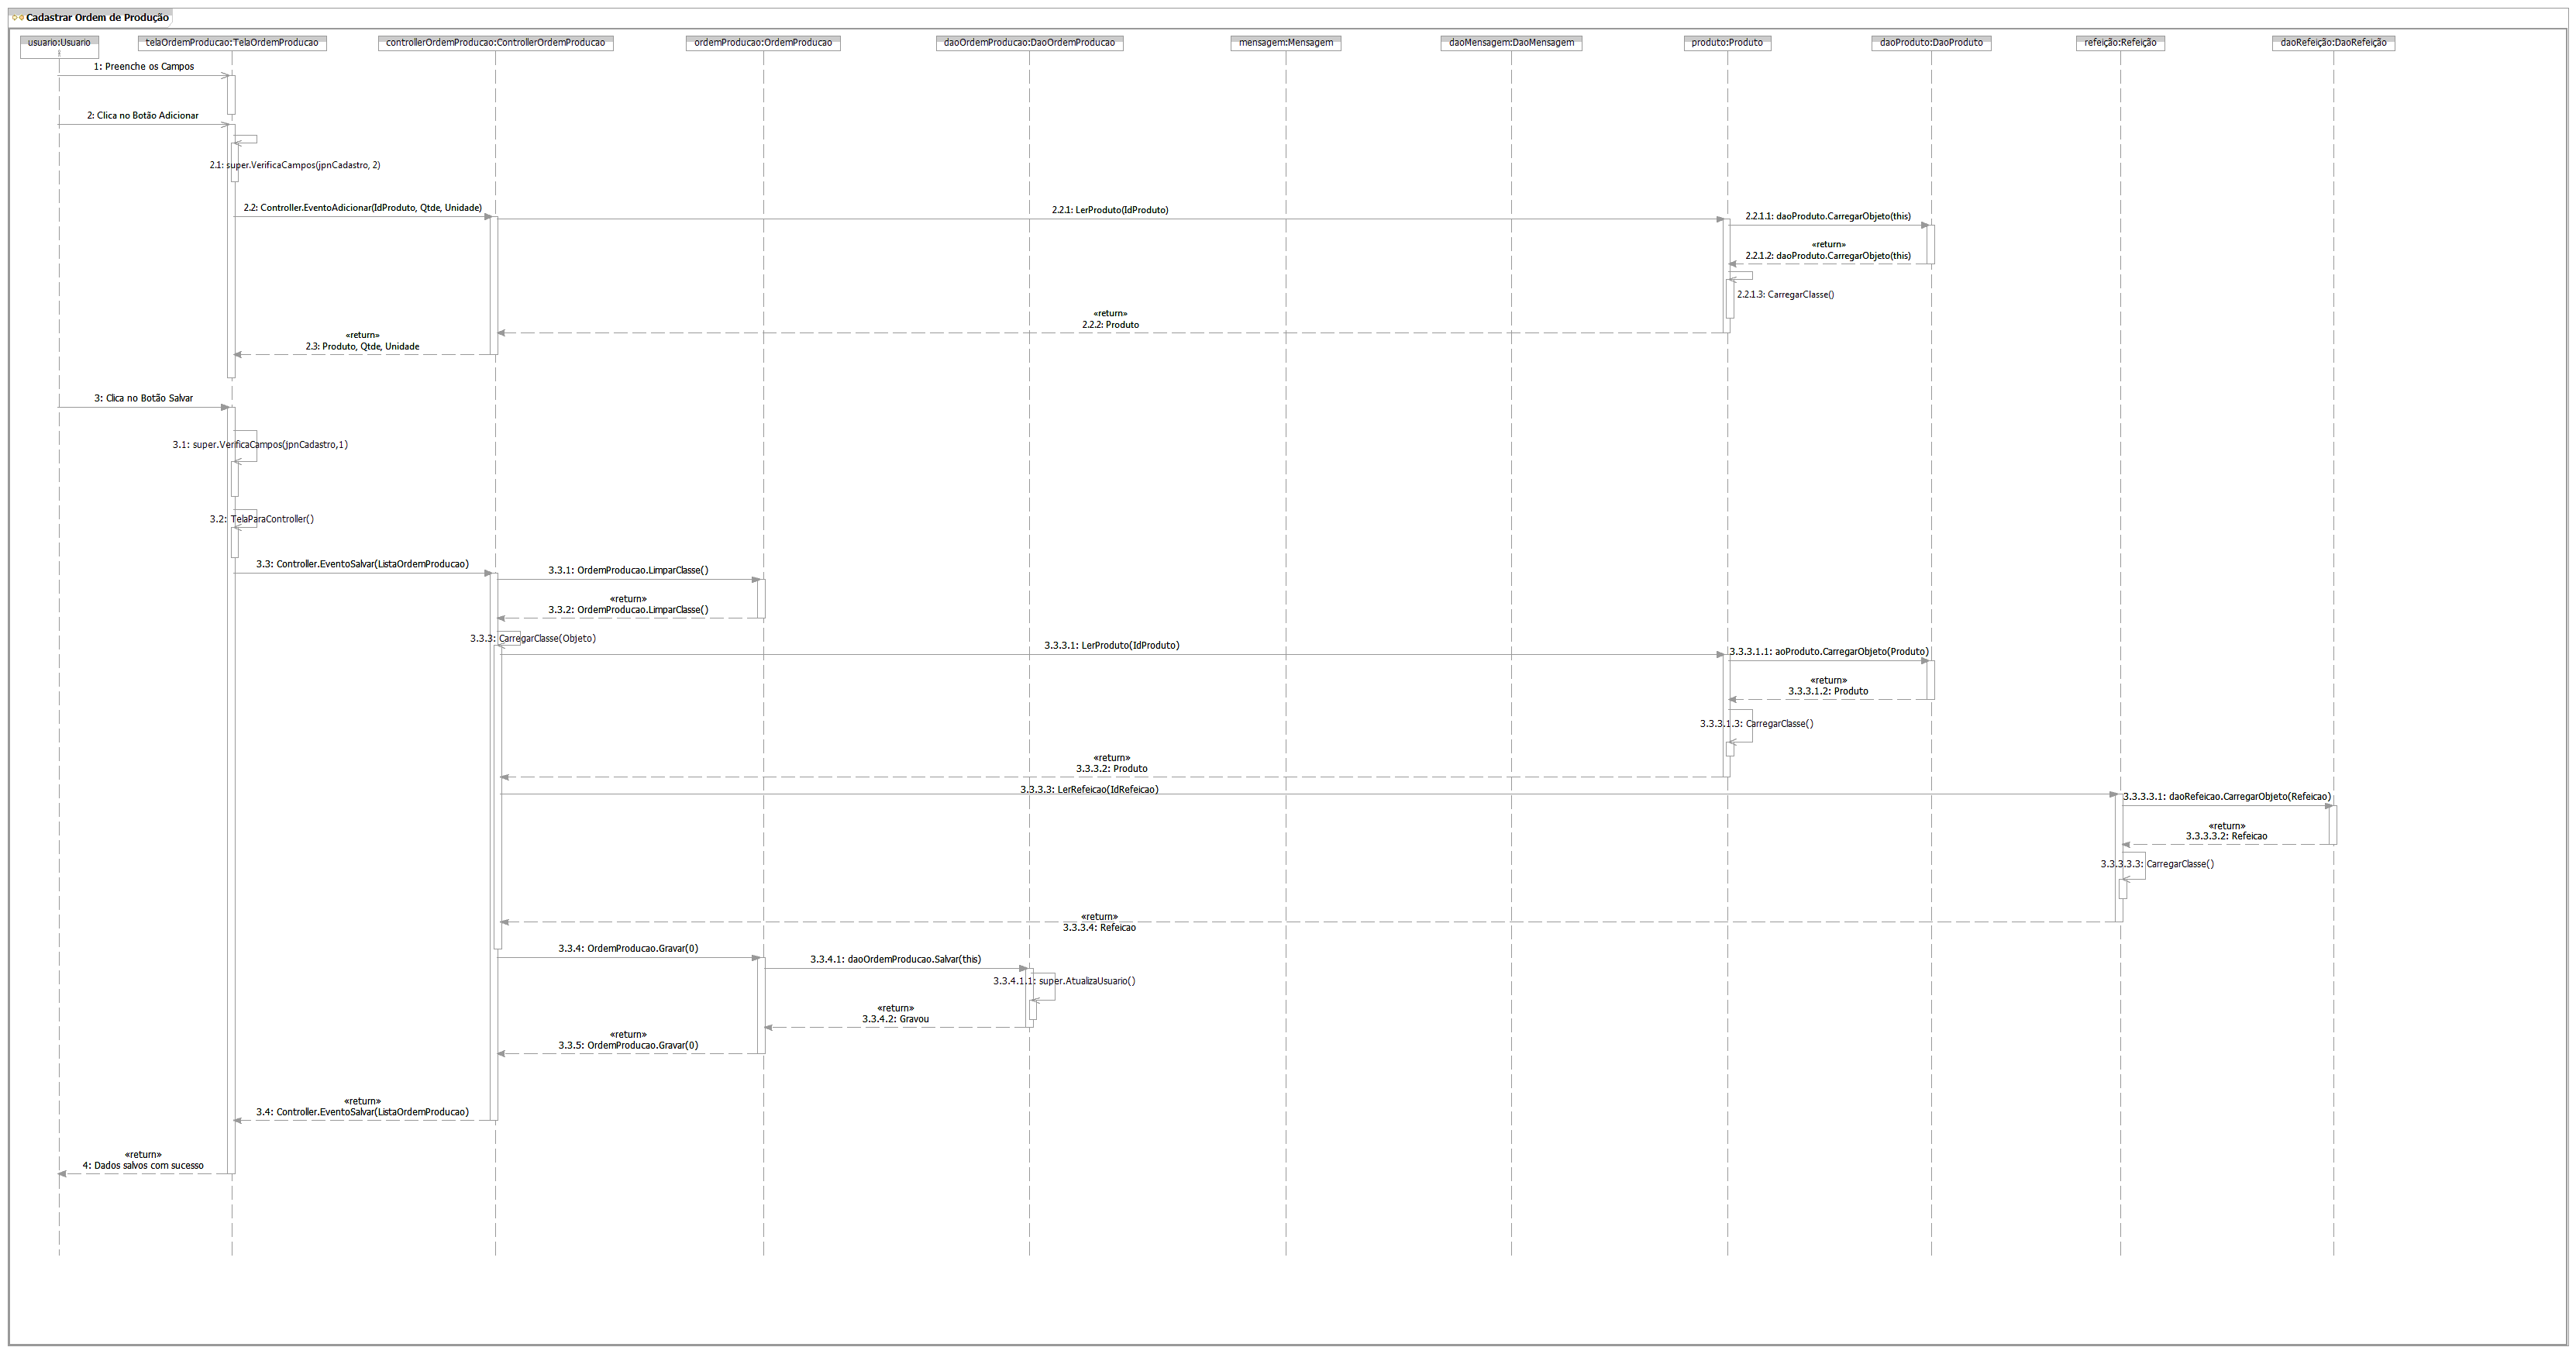 Cadastrar Ordem de Produção
usuario:Usuario
telaOrdemProducao:TelaOrdemProducao
controllerOrdemProducao:ControllerOrdemProducao
ordemProducao:OrdemProducao
daoOrdemProducao:DaoOrdemProducao
mensagem:Mensagem
daoMensagem:DaoMensagem
produto:Produto
daoProduto:DaoProduto
refeição:Refeição
daoRefeição:DaoRefeição
1: Preenche os Campos
2: Clica no Botão Adicionar
2.1: super.VerificaCampos(jpnCadastro, 2)
2.2: Controller.EventoAdicionar(IdProduto, Qtde, Unidade)
2.2.1: LerProduto(IdProduto)
2.2.1.1: daoProduto.CarregarObjeto(this)
«return»
2.2.1.2: daoProduto.CarregarObjeto(this)
2.2.1.3: CarregarClasse()
«return»
2.2.2: Produto
«return»
2.3: Produto, Qtde, Unidade
3: Clica no Botão Salvar
3.1: super.VerificaCampos(jpnCadastro,1)
3.2: TelaParaController()
3.3: Controller.EventoSalvar(ListaOrdemProducao)
3.3.1: OrdemProducao.LimparClasse()
«return»
3.3.2: OrdemProducao.LimparClasse()
3.3.3: CarregarClasse(Objeto)
3.3.3.1: LerProduto(IdProduto)
3.3.3.1.1: aoProduto.CarregarObjeto(Produto)
«return»
3.3.3.1.2: Produto
3.3.3.1.3: CarregarClasse()
«return»
3.3.3.2: Produto
3.3.3.3: LerRefeicao(IdRefeicao)
3.3.3.3.1: daoRefeicao.CarregarObjeto(Refeicao)
«return»
3.3.3.3.2: Refeicao
3.3.3.3.3: CarregarClasse()
«return»
3.3.3.4: Refeicao
3.3.4: OrdemProducao.Gravar(0)
3.3.4.1: daoOrdemProducao.Salvar(this)
3.3.4.1.1: super.AtualizaUsuario()
«return»
3.3.4.2: Gravou
«return»
3.3.5: OrdemProducao.Gravar(0)
«return»
3.4: Controller.EventoSalvar(ListaOrdemProducao)
«return»
4: Dados salvos com sucesso